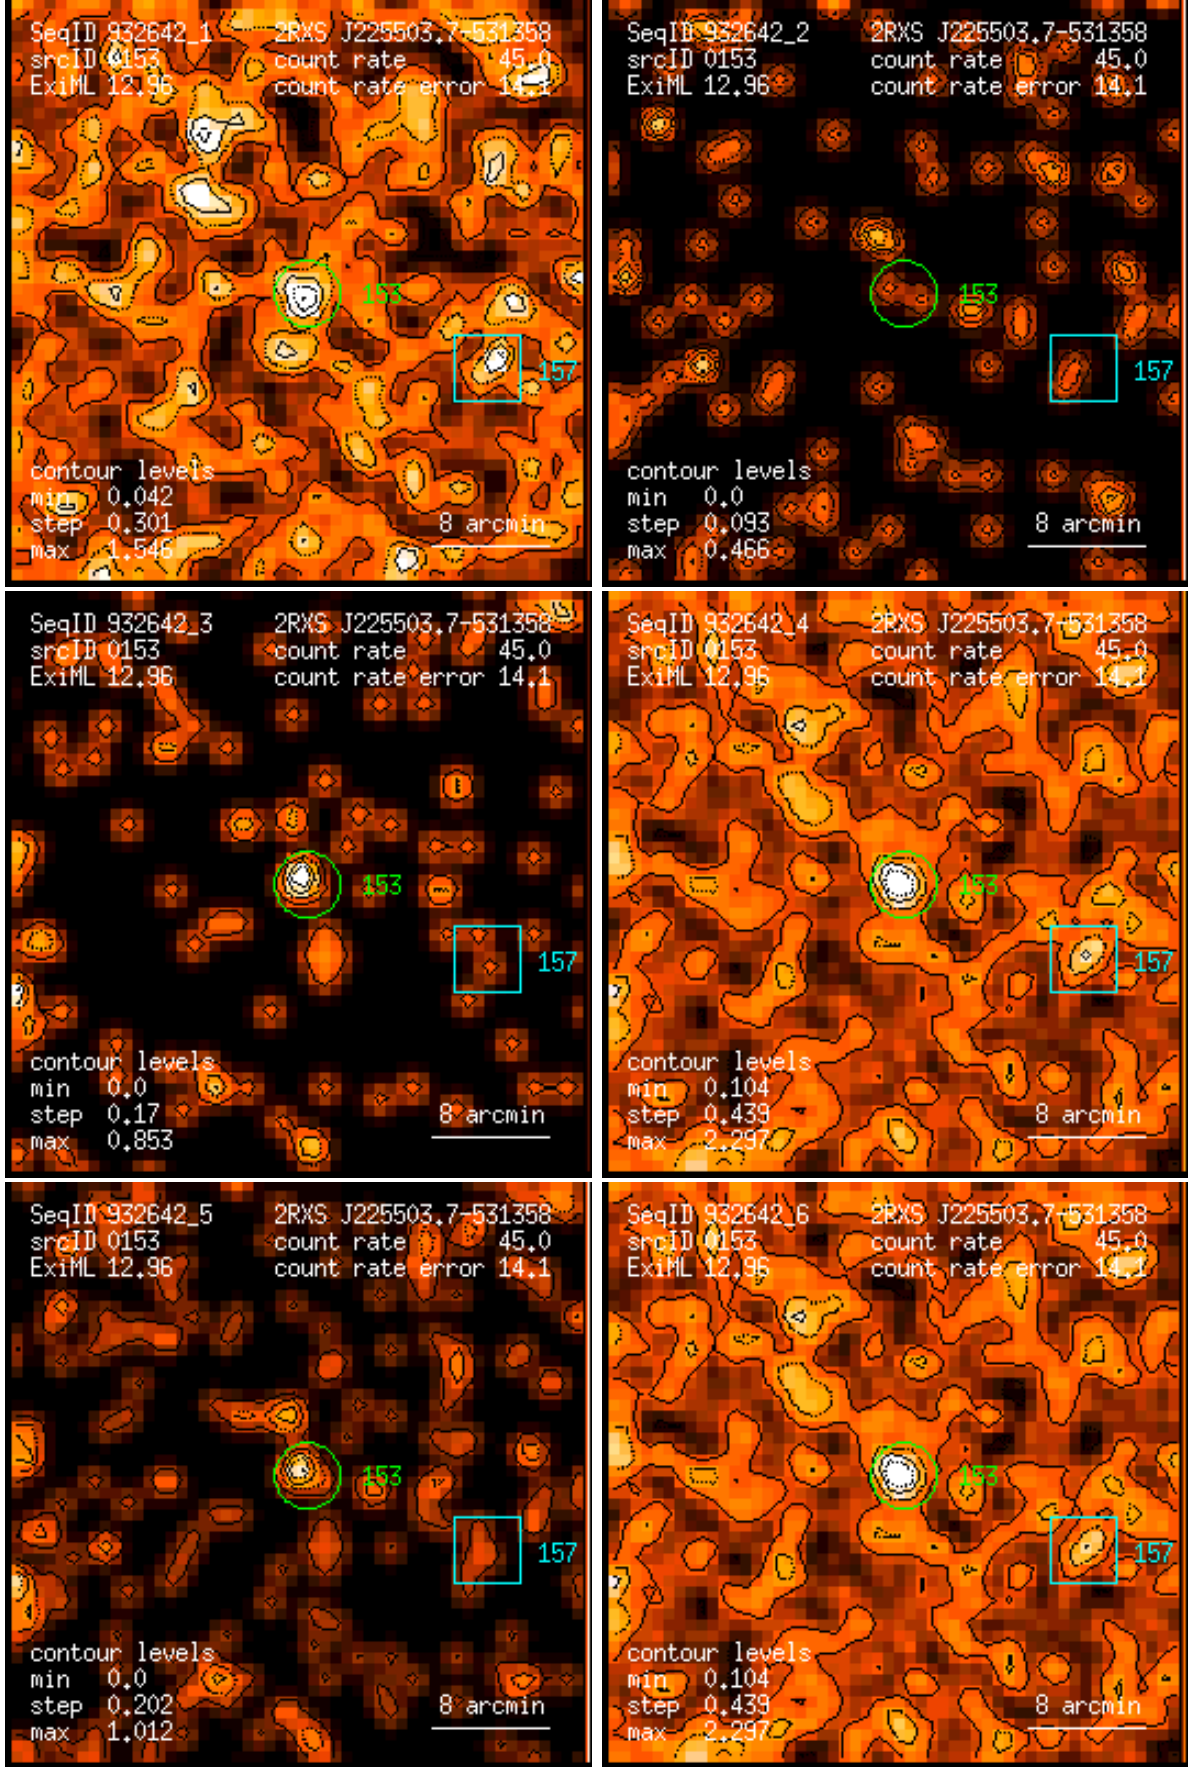 SeqID 932642_1 2RXS J225503.7-531358
srcID 0153 count rate 45.0
ExiML 12.96 count rate error 14.1
153
157
contour levels
min 0.042
step 0.301
max 1.546
8 arcmin
SeqID 932642_2 2RXS J225503.7-531358
srcID 0153 count rate 45.0
ExiML 12.96 count rate error 14.1
153
157
contour levels
min 0.0
step 0.093
max 0.466
8 arcmin
SeqID 932642_3 2RXS J225503.7-531358
srcID 0153 count rate 45.0
ExiML 12.96 count rate error 14.1
153
157
contour levels
min 0.0
step 0.17
max 0.853
8 arcmin
SeqID 932642_4 2RXS J225503.7-531358
srcID 0153 count rate 45.0
ExiML 12.96 count rate error 14.1
153
157
contour levels
min 0.104
step 0.439
max 2.297
8 arcmin
SeqID 932642_5 2RXS J225503.7-531358
srcID 0153 count rate 45.0
ExiML 12.96 count rate error 14.1
153
157
contour levels
min 0.0
step 0.202
max 1.012
8 arcmin
SeqID 932642_6 2RXS J225503.7-531358
srcID 0153 count rate 45.0
ExiML 12.96 count rate error 14.1
153
157
contour levels
min 0.104
step 0.439
max 2.297
8 arcmin